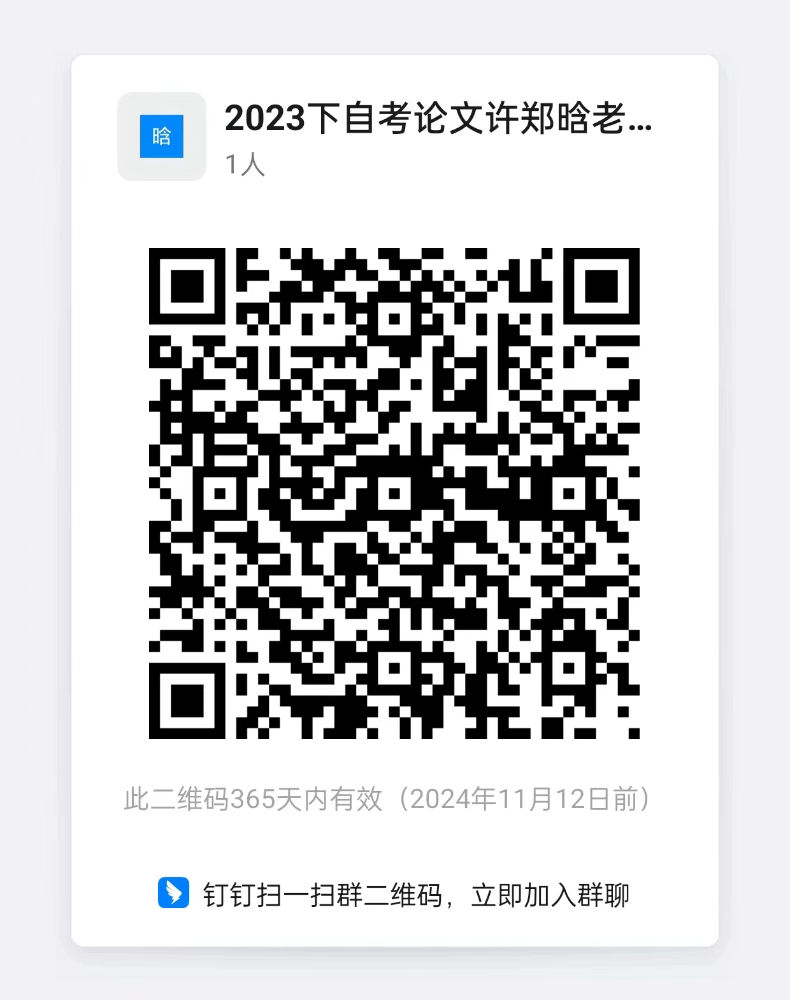 晗
2023下自考论文许郑晗老...
1人
此二维码365天内有效（2024年11月12日前）
钉钉扫一扫群二维码，立即加入群聊